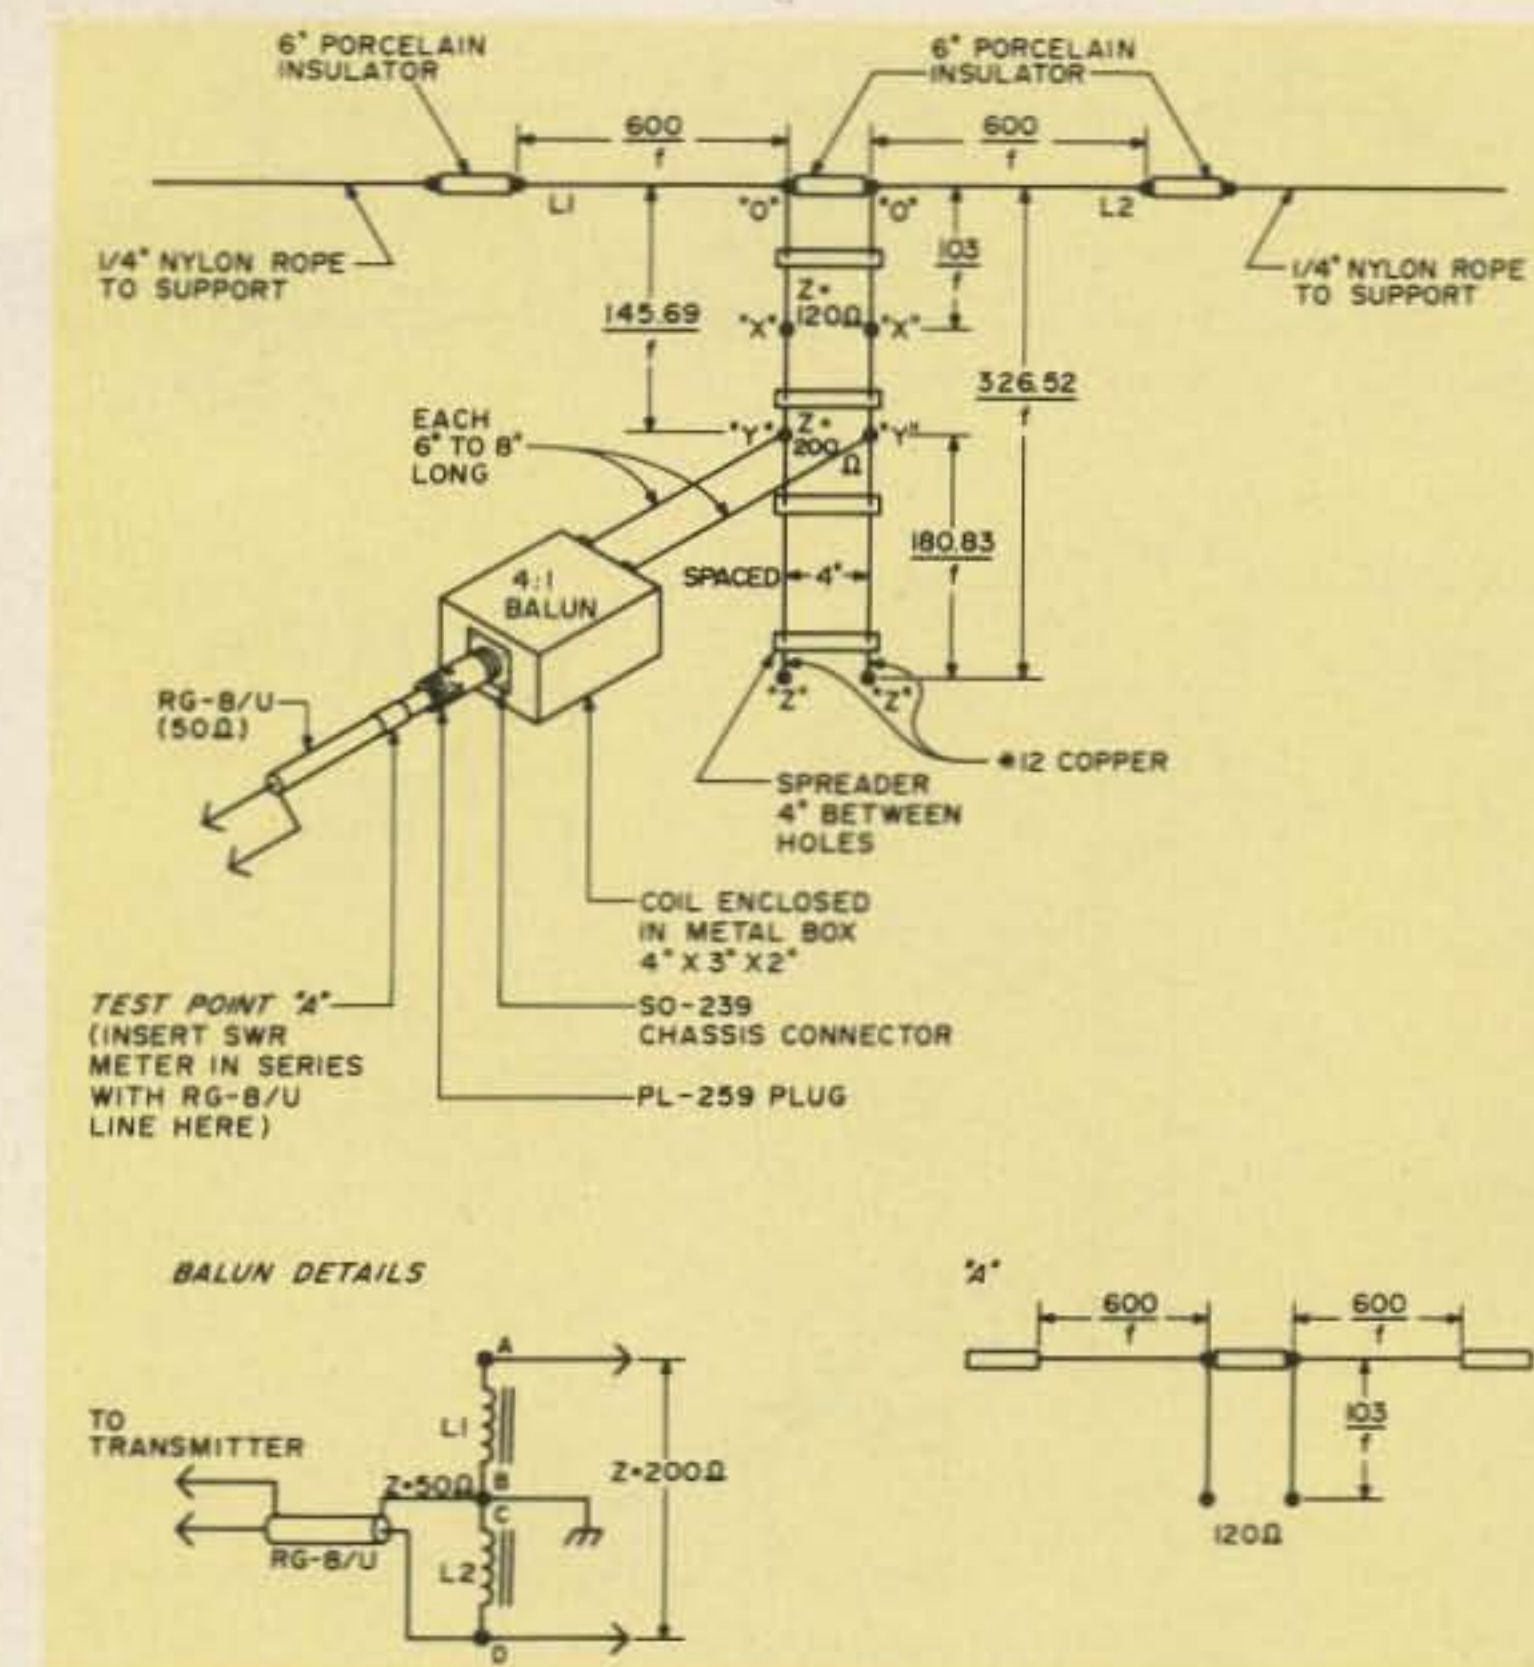 6" PORCELAIN
INSULATOR
6" PORCELAIN
INSULATOR
600
f
600
f
L1
"O"
"O"
L2
1/4" NYLON ROPE
TO SUPPORT
103
f
1/4" NYLON ROPE
TO SUPPORT
Z=
120Ω
145.69
f
"X"
"X"
326.52
f
EACH
6" TO 8"
LONG
"Y"
Z=
200
Ω
"Y"
180.83
f
4:1
BALUN
SPACED
4"
RG-8/U
(50Ω)
"Z"
"Z"
#12 COPPER
SPREADER
4" BETWEEN
HOLES
COIL ENCLOSED
IN METAL BOX
4" X 3" X 2"
TEST POINT "A"
(INSERT SWR
METER IN SERIES
WITH RG-8/U
LINE HERE)
SO-239
CHASSIS CONNECTOR
PL-259 PLUG
BALUN DETAILS
A
TO
TRANSMITTER
L1
Z=50Ω
B
C
Z=200Ω
RG-8/U
L2
D
"A"
600
f
600
f
103
f
120Ω